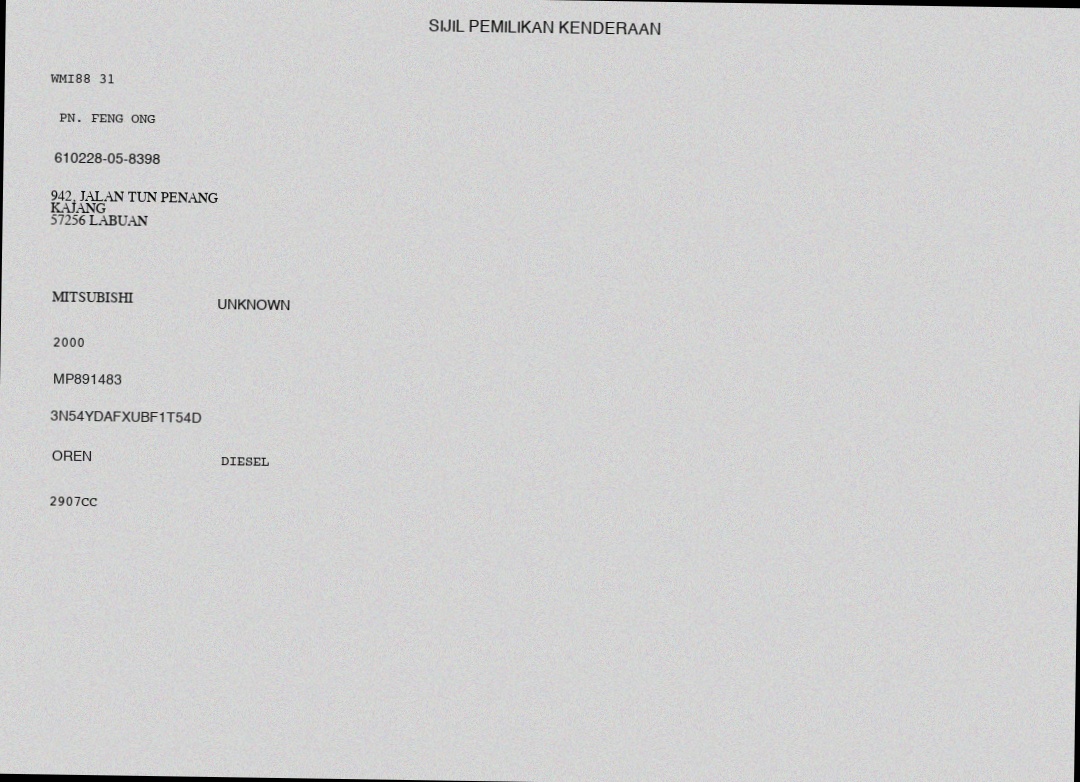 SIJIL PEMILIKAN KENDERAAN
WMI88 31
PN. FENG ONG
610228-05-8398
942, JALAN TUN PENANG
KAJANG
57256 LABUAN
MITSUBISHI UNKNOWN
2000
MP891483
3N54YDAFXUBF1T54D
OREN DIESEL
2907CC